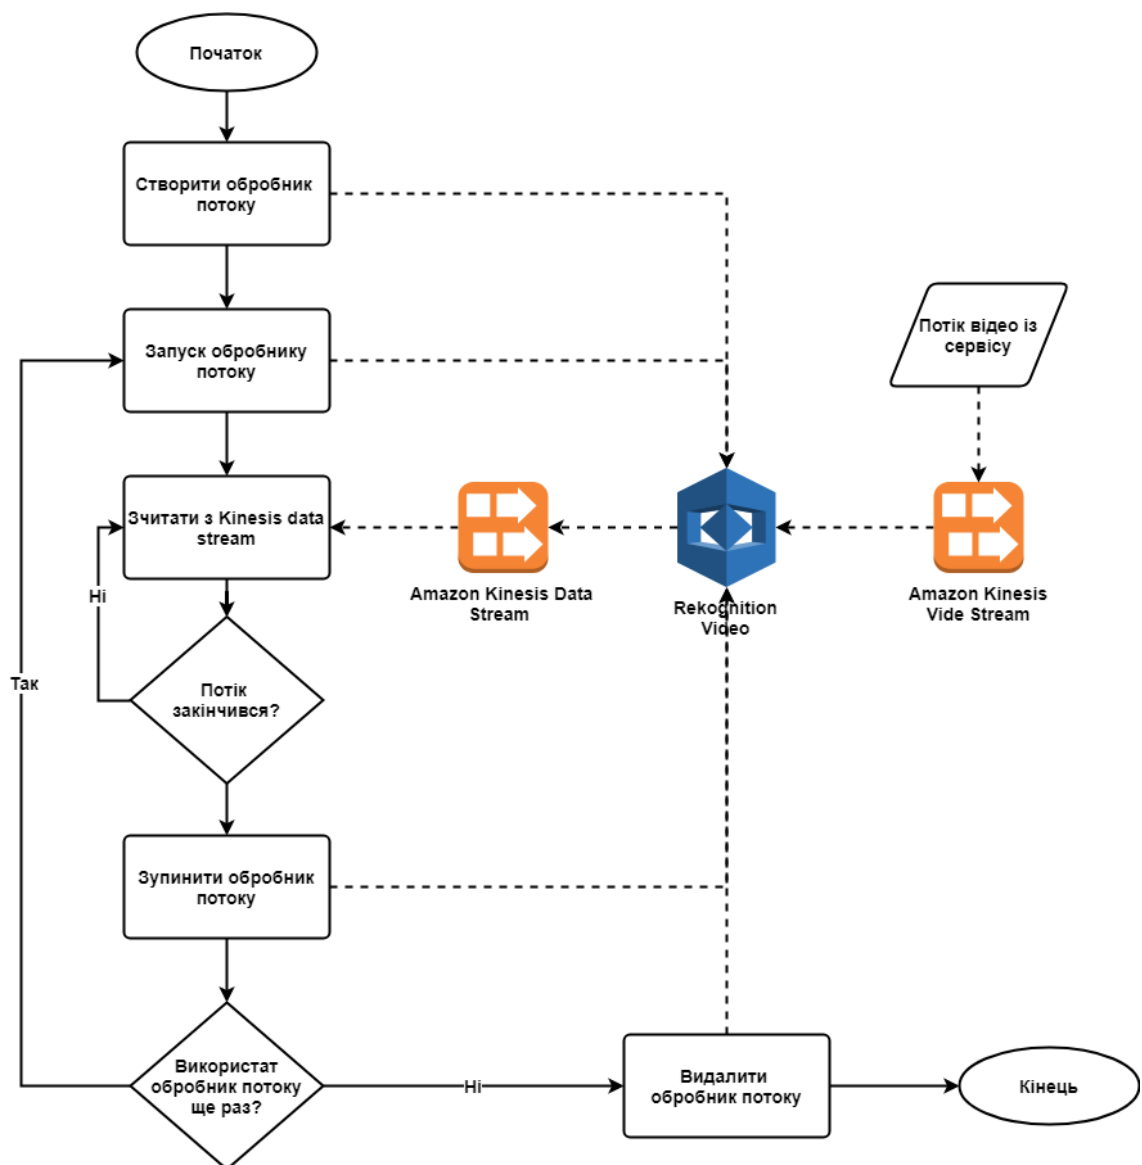 Початок
Створити обробник
потоку
Запуск обробнику
потоку
Потік відео із
сервісу
Зчитати з Kinesis data
stream
Amazon Kinesis Data
Stream
Rekognition
Video
Amazon Kinesis
Vide Stream
Ні
Так
Потік
закінчився?
Зупинити обробник
потоку
Використат
обробник потоку
ще раз?
Ні
Видалити
обробник потоку
Кінець